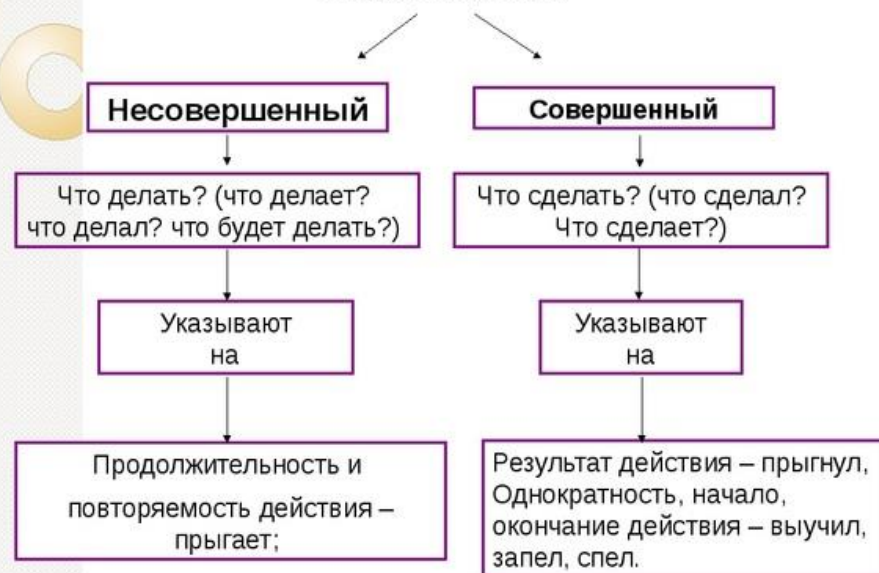 Несовершенный
Совершенный
Что делать? (что делает?
что делал? что будет делать?)
Что сделать? (что сделал?
Что сделает?)
Указывают
на
Указывают
на
Продолжительность и
повторяемость действия –
прыгает;
Результат действия – прыгнул,
Однократность, начало,
окончание действия – выучил,
запел, спел.